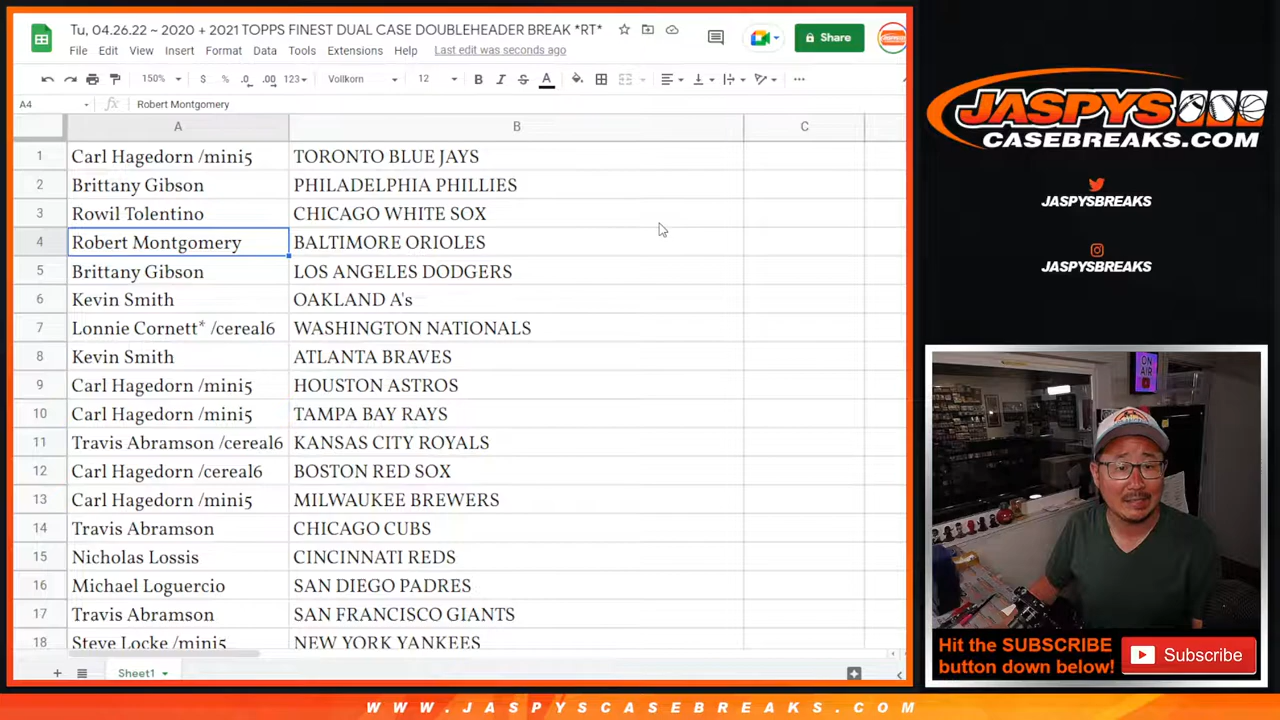 Tu, 04.26.22 ~ 2020 + 2021 TOPPS FINEST DUAL CASE DOUBLEHEADER BREAK *RT*
File Edit View Insert Format Data Tools Extensions Help Last edit was seconds ago
Share
150% $ % .0 .00 123 Vollkorn 12 B I S A
A4 fx Robert Montgomery
A B C
1 Carl Hagedorn /mini5 TORONTO BLUE JAYS
2 Brittany Gibson PHILADELPHIA PHILLIES
3 Rowil Tolentino CHICAGO WHITE SOX
4 Robert Montgomery BALTIMORE ORIOLES
5 Brittany Gibson LOS ANGELES DODGERS
6 Kevin Smith OAKLAND A's
7 Lonnie Cornett* /cereal6 WASHINGTON NATIONALS
8 Kevin Smith ATLANTA BRAVES
9 Carl Hagedorn /mini5 HOUSTON ASTROS
10 Carl Hagedorn /mini5 TAMPA BAY RAYS
11 Travis Abramson /cereal6 KANSAS CITY ROYALS
12 Carl Hagedorn /cereal6 BOSTON RED SOX
13 Carl Hagedorn /mini5 MILWAUKEE BREWERS
14 Travis Abramson CHICAGO CUBS
15 Nicholas Lossis CINCINNATI REDS
16 Michael Loguercio SAN DIEGO PADRES
17 Travis Abramson SAN FRANCISCO GIANTS
18 Steve Locke /mini5 NEW YORK YANKEES
Sheet1
JASPYS
CASEBREAKS.COM
JASPYSBREAKS
JASPYSBREAKS
ON
AIR
Hit the SUBSCRIBE
button down below!
Subscribe
WWW.JASPYSCASEBREAKS.COM